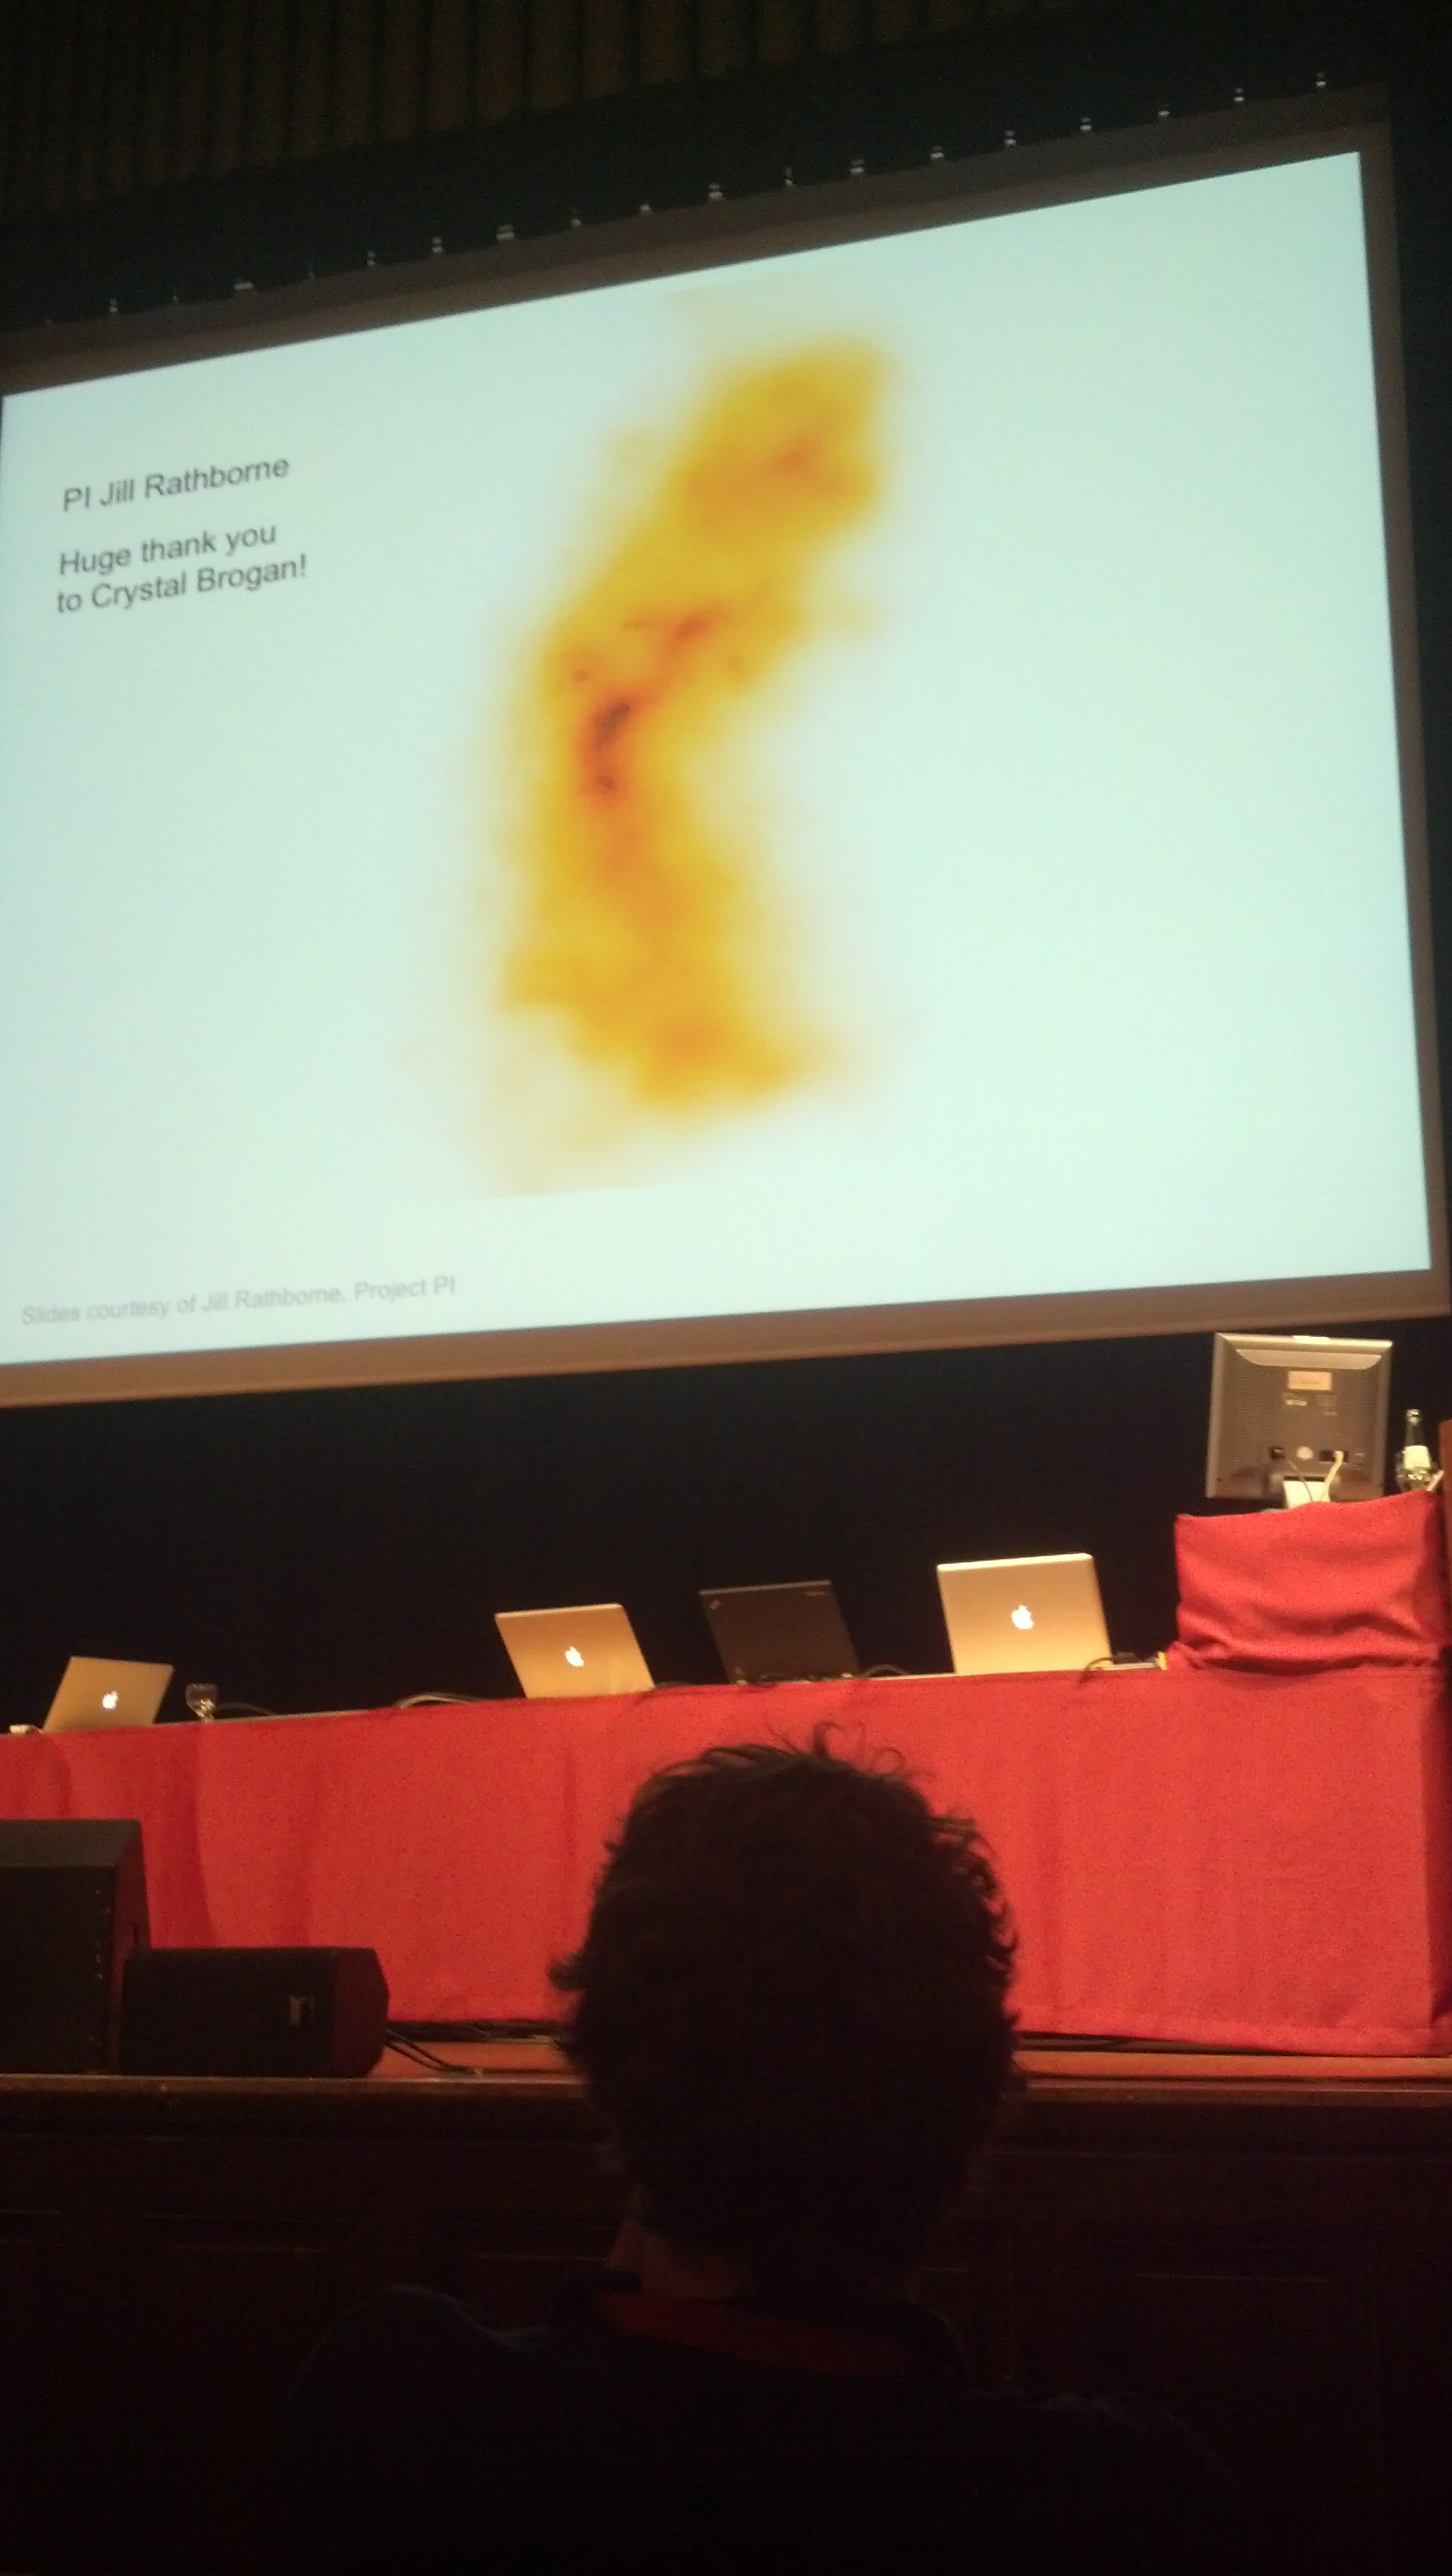 PI Jill Rathborne
Huge thank you
to Crystal Brogan!
Slides courtesy of Jill Rathborne, Project PI